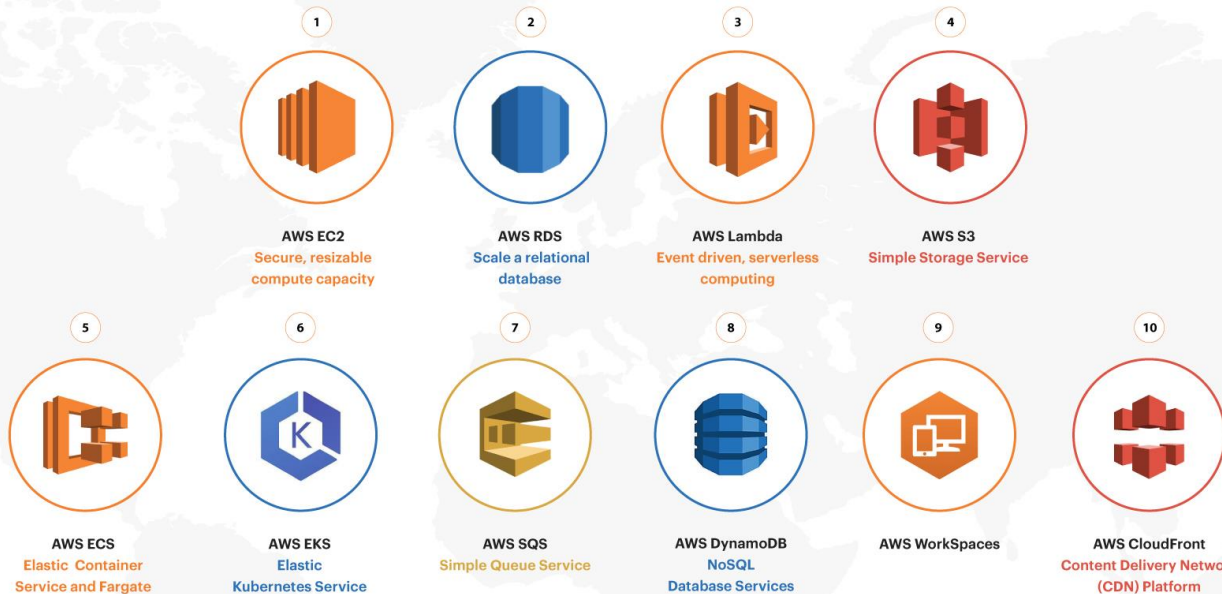 1
2
3
4
AWS EC2
Secure, resizable
compute capacity
AWS RDS
Scale a relational
database
AWS Lambda
Event driven, serverless
computing
AWS S3
Simple Storage Service
5
6
7
8
9
10
K
AWS ECS
Elastic Container
Service and Fargate
AWS EKS
Elastic
Kubernetes Service
AWS SQS
Simple Queue Service
AWS DynamoDB
NoSQL
Database Services
AWS WorkSpaces
AWS CloudFront
Content Delivery Netwo
(CDN) Platform